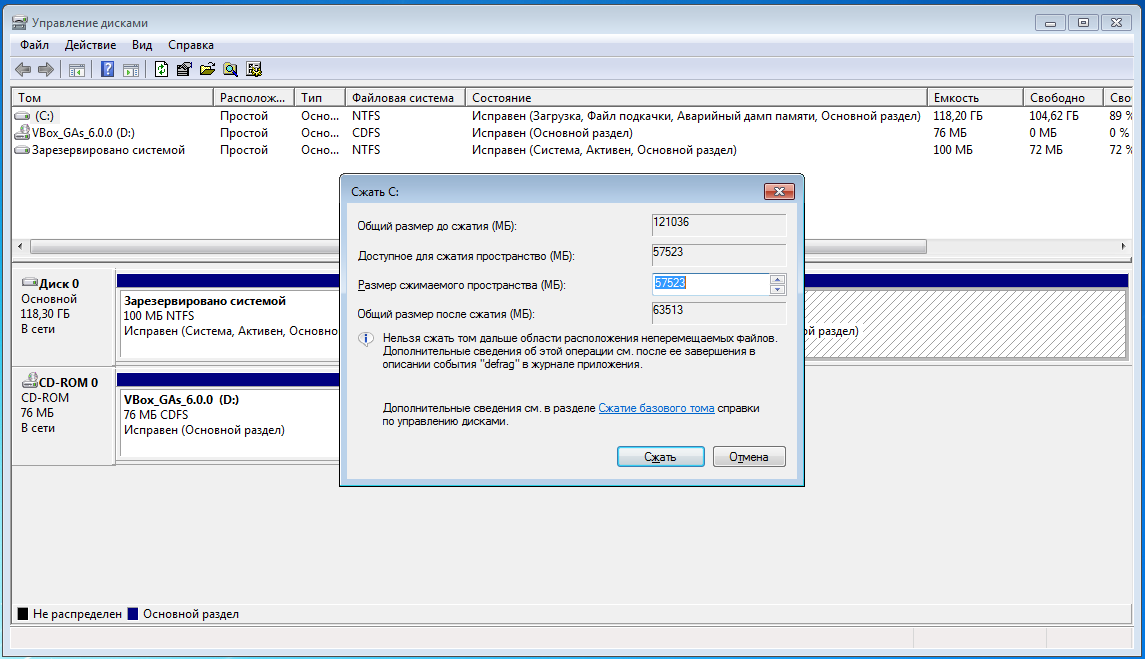 Управление дисками
Файл Действие Вид Справка
Том Располож... Тип Файловая система Состояние Емкость Свободно Сво
(C:) Простой Осно... NTFS Исправен (Загрузка, Файл подкачки, Аварийный дамп памяти, Основной раздел) 118,20 ГБ 104,62 ГБ 89 %
VBox_GAs_6.0.0 (D:) Простой Осно... CDFS Исправен (Основной раздел) 76 МБ 0 МБ 0 %
Зарезервировано системой Простой Осно... NTFS Исправен (Система, Активен, Основной раздел) 100 МБ 72 МБ 72 %
Сжать C:
Общий размер до сжатия (МБ): 121036
Доступное для сжатия пространство (МБ): 57523
Размер сжимаемого пространства (МБ): 57523
Общий размер после сжатия (МБ): 63513
Нельзя сжать том дальше области расположения неперемещаемых файлов.
Дополнительные сведения об этой операции см. после ее завершения в
описании события "defrag" в журнале приложения.
Дополнительные сведения см. в разделе Сжатие базового тома справки
по управлению дисками.
Сжать Отмена
Диск 0
Основной
118,30 ГБ
В сети
Зарезервировано системой
100 МБ NTFS
Исправен (Система, Активен, Основно
ой раздел)
CD-ROM 0
CD-ROM
76 МБ
В сети
VBox_GAs_6.0.0 (D:)
76 МБ CDFS
Исправен (Основной раздел)
Не распределен Основной раздел